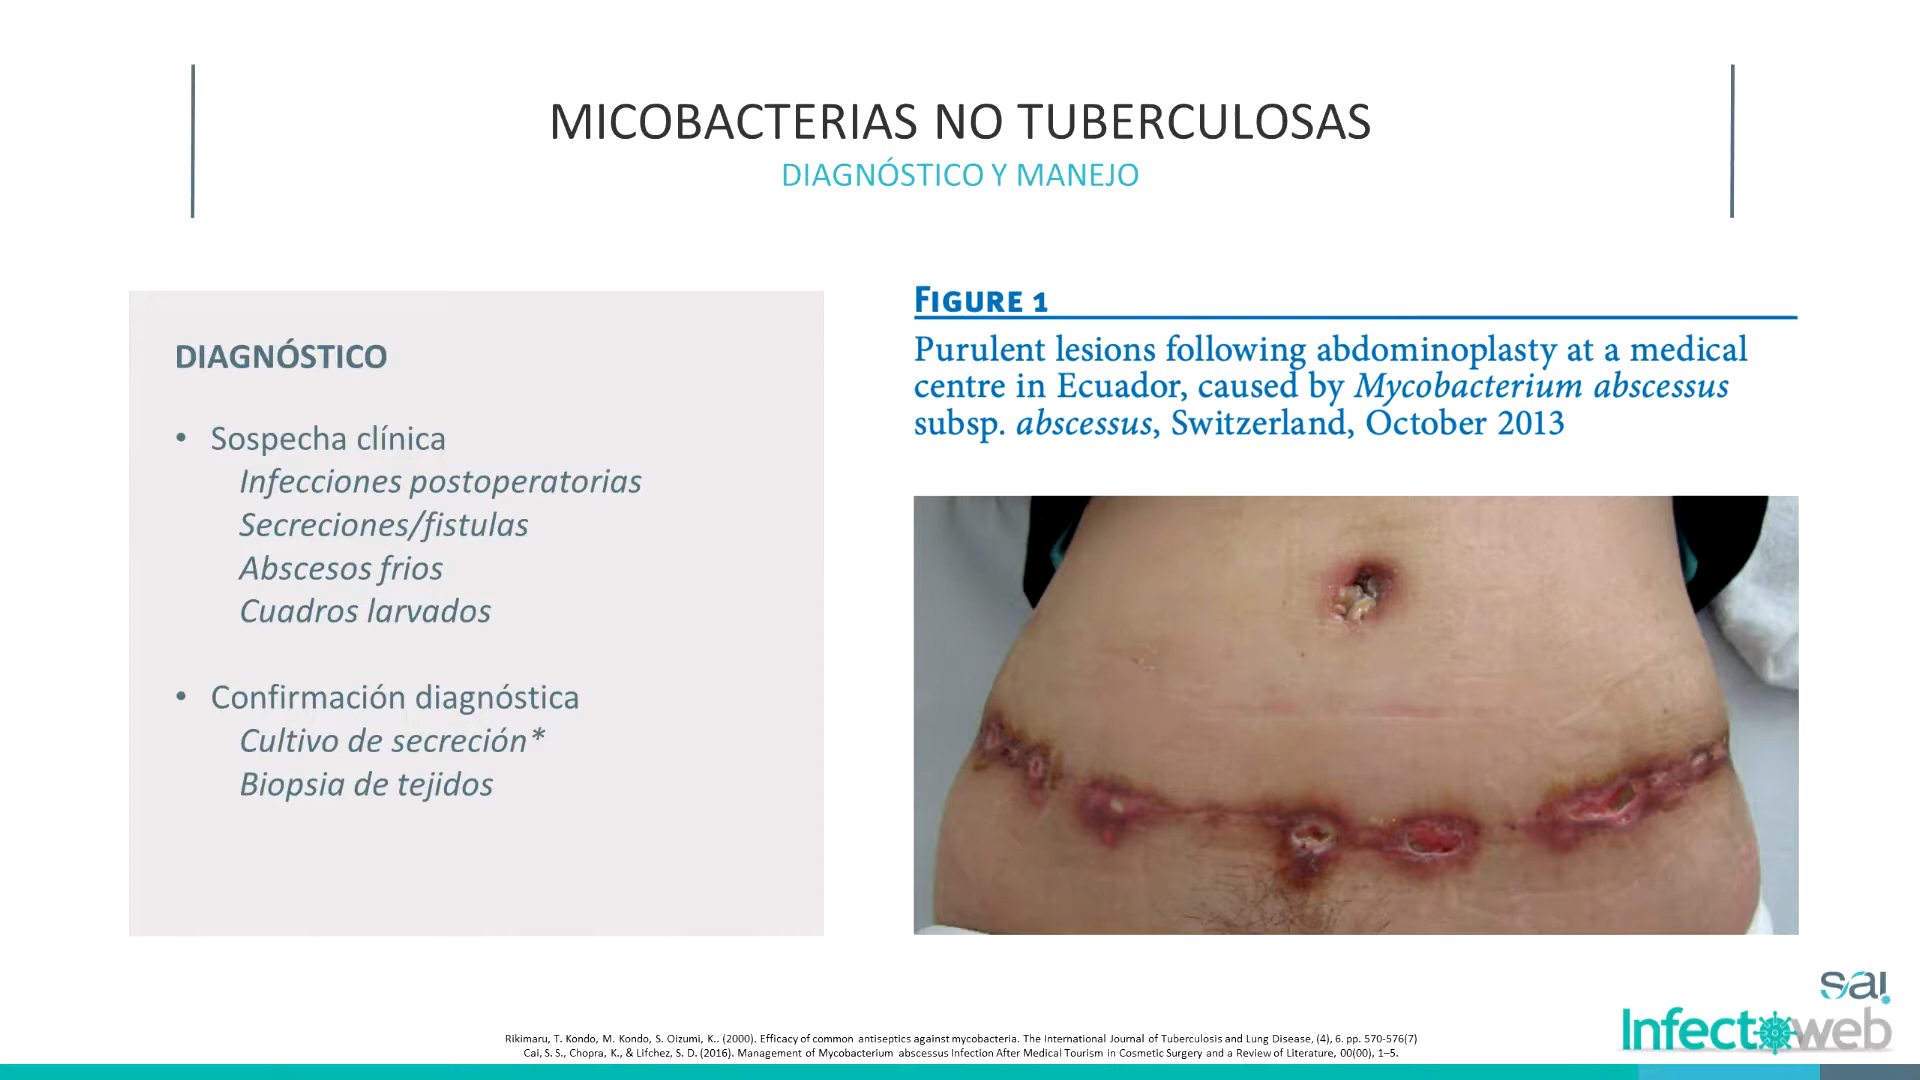 MICOBACTERIAS NO TUBERCULOSAS
DIAGNÓSTICO Y MANEJO
DIAGNÓSTICO
• Sospecha clínica
Infecciones postoperatorias
Secreciones/fistulas
Abscesos frios
Cuadros larvados
• Confirmación diagnóstica
Cultivo de secreción*
Biopsia de tejidos
FIGURE 1
Purulent lesions following abdominoplasty at a medical
centre in Ecuador, caused by Mycobacterium abscessus
subsp. abscessus, Switzerland, October 2013
sai
Infectoweb
Rikimaru, T. Kondo, M. Kondo, S. Oizumi, K.. (2000). Efficacy of common antiseptics against mycobacteria. The International Journal of Tuberculosis and Lung Disease, (4), 6. pp. 570-576(7)
Cai, S. S., Chopra, K., & Lifchez, S. D. (2016). Management of Mycobacterium abscessus Infection After Medical Tourism in Cosmetic Surgery and a Review of Literature, 00(00), 1–5.